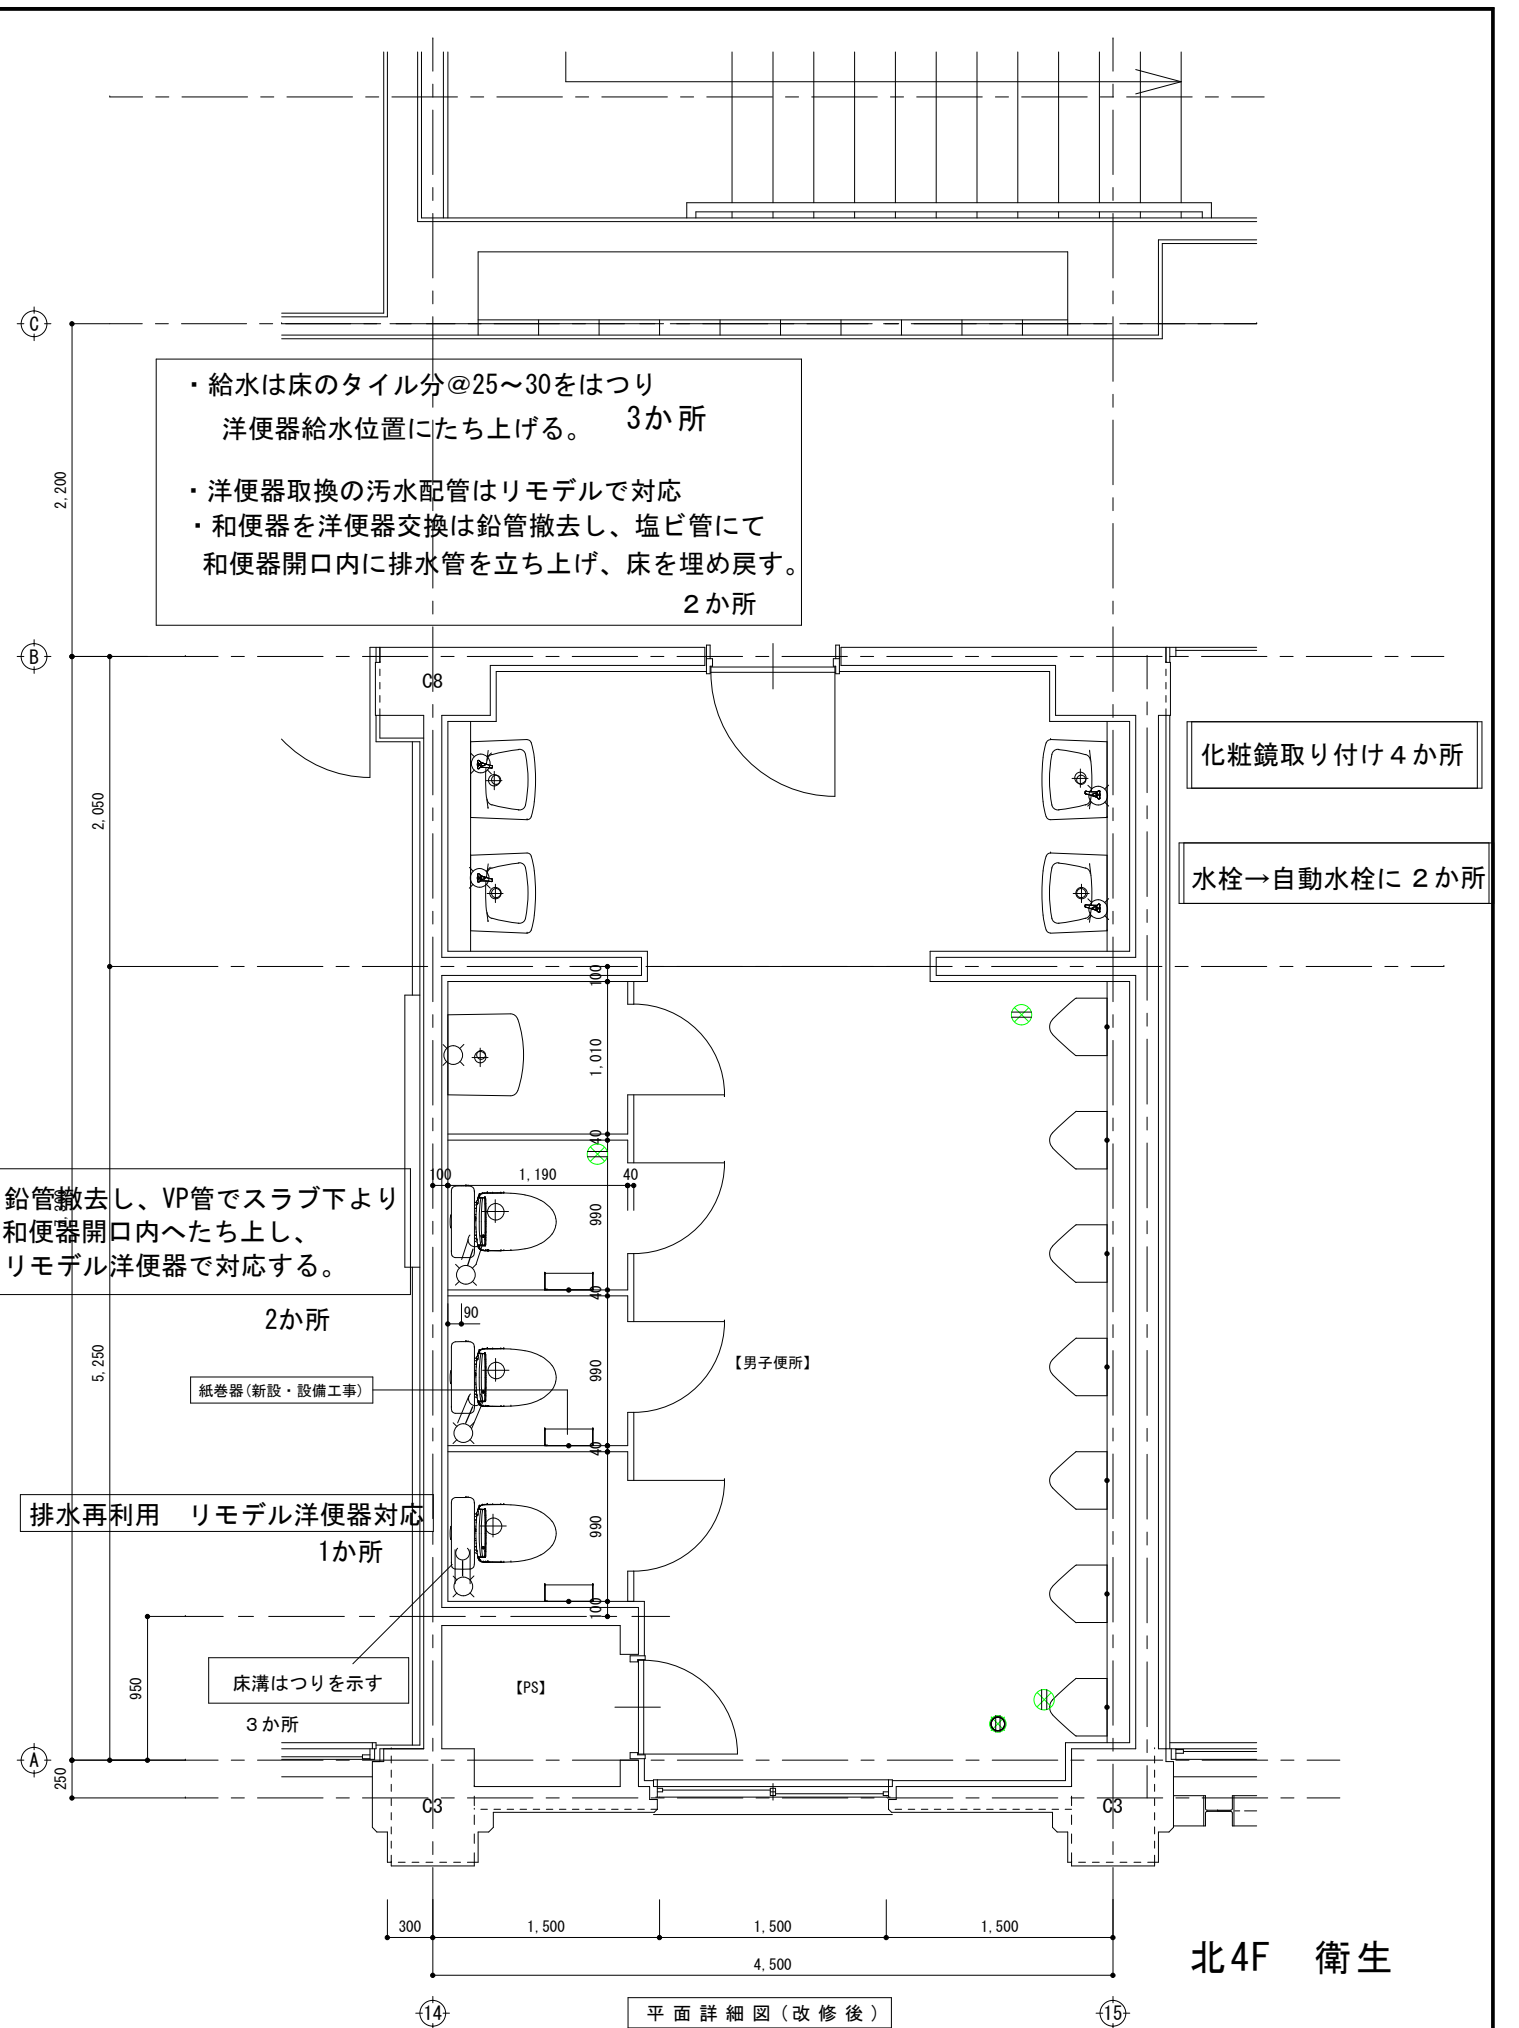 C
・給水は床のタイル分@25～30をはつり
洋便器給水位置にたち上げる。 3か所
・洋便器取換の汚水配管はリモデルで対応
・和便器を洋便器交換は鉛管撤去し、塩ビ管にて
和便器開口内に排水管を立ち上げ、床を埋め戻す。
２か所
2,200
B
C8
化粧鏡取り付け４か所
2,050
水栓→自動水栓に２か所
100
1,010
40
100 1,190 40
鉛管撤去し、VP管でスラブ下より
和便器開口内へたち上し、
リモデル洋便器で対応する。
2か所
990
40
90
5,250
990
【男子便所】
紙巻器(新設・設備工事)
40
排水再利用　リモデル洋便器対応
1か所
990
100
950
床溝はつりを示す
３か所
【PS】
A
250
C3 C3
300 1,500 1,500 1,500
4,500
北4F　衛生
14 15
平面詳細図(改修後)